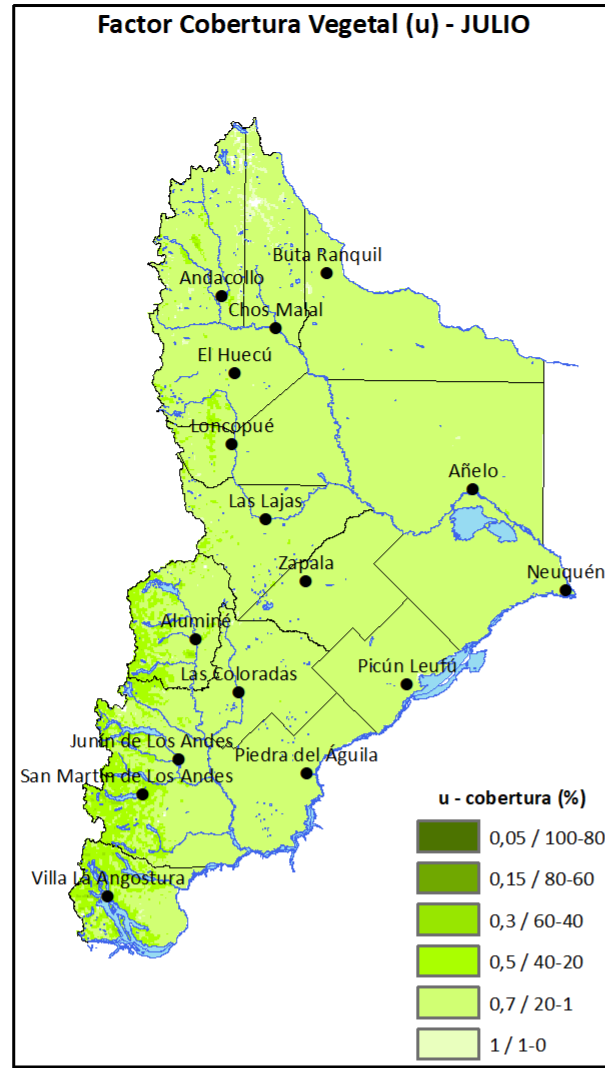 Factor Cobertura Vegetal (u) - JULIO
Buta Ranquil
Andacollo
Chos Malal
El Huecú
Loncopué
Añelo
Las Lajas
Zapala
Neuquén
Aluminé
Las Coloradas
Picún Leufú
Junín de Los Andes
Piedra del Águila
San Martín de Los Andes
u - cobertura (%)
0,05 / 100-80
0,15 / 80-60
Villa La Angostura
0,3 / 60-40
0,5 / 40-20
0,7 / 20-1
1 / 1-0